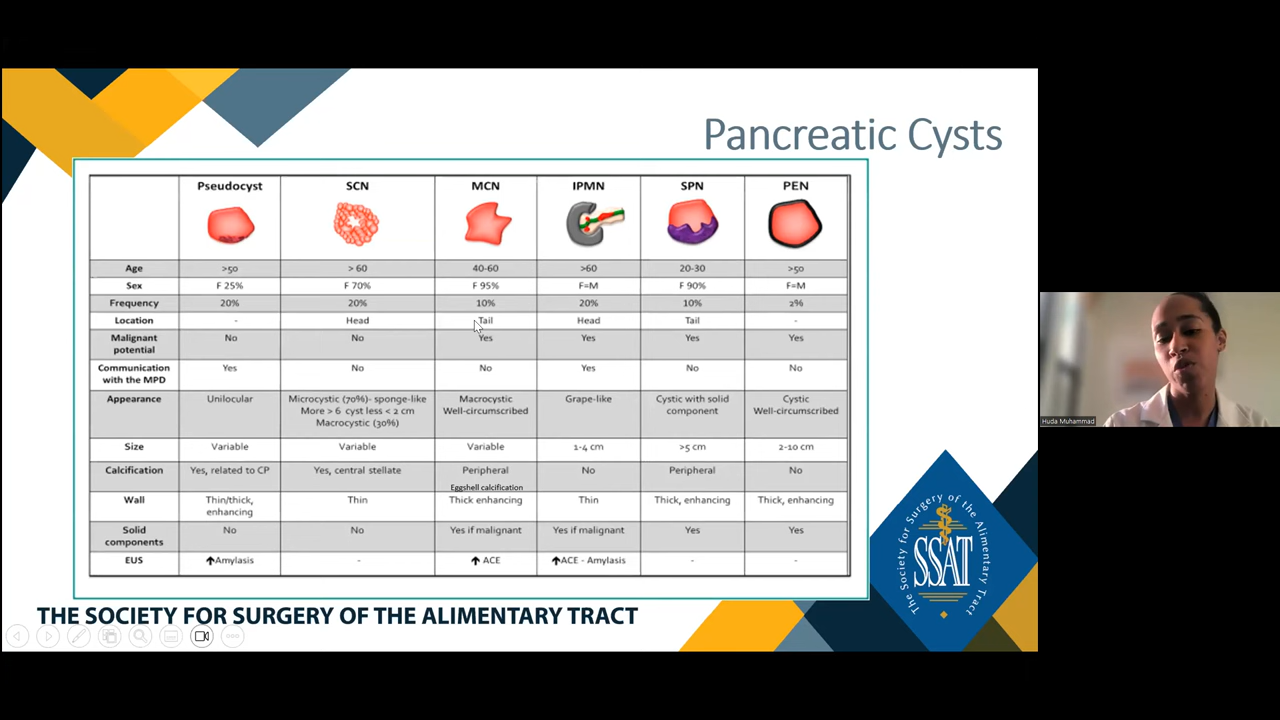 Pancreatic Cysts
Pseudocyst SCN MCN IPMN SPN PEN
Age >50 > 60 40-60 >60 20-30 >50
Sex F 25% F 70% F 95% F=M F 90% F=M
Frequency 20% 20% 10% 20% 10% 2%
Location - Head Tail Head Tail -
Malignant potential No No Yes Yes Yes Yes
Communication with the MPD Yes No No Yes No No
Appearance Unilocular Microcystic (70%)- sponge-like More > 6 cyst less < 2 cm Macrocystic (30%) Macrocystic Well-circumscribed Grape-like Cystic with solid component Cystic Well-circumscribed
Size Variable Variable Variable 1-4 cm >5 cm 2-10 cm
Calcification Yes, related to CP Yes, central stellate Peripheral Eggshell calcification No Peripheral No
Wall Thin/thick, enhancing Thin Thick enhancing Thin Thick, enhancing Thick, enhancing
Solid components No No Yes if malignant Yes if malignant Yes Yes
EUS ↑Amylasis - ↑ ACE ↑ACE - Amylasis - -
THE SOCIETY FOR SURGERY OF THE ALIMENTARY TRACT
The Society for Surgery of the Alimentary Tract
SSAT
Huda Muhammad